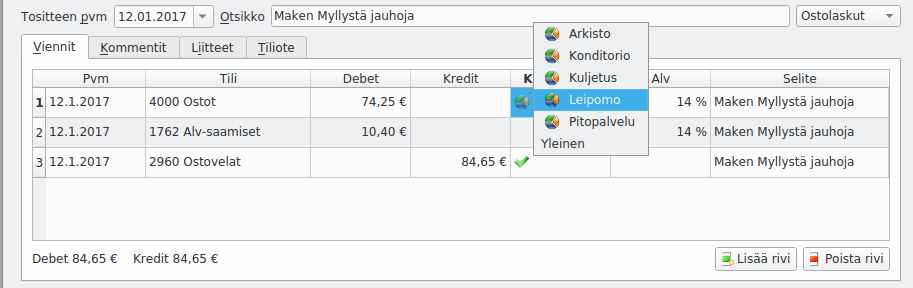 Tositteen pvm 12.01.2017 Otsikko Maken Myllystä jauhoja Ostolaskut
Viennit Kommentit Liitteet Tiliote
Pvm Tili Debet Kredit K Alv Selite
1 12.1.2017 4000 Ostot 74,25 € 14 % Maken Myllystä jauhoja
2 12.1.2017 1762 Alv-saamiset 10,40 € 14 % Maken Myllystä jauhoja
3 12.1.2017 2960 Ostovelat 84,65 € Maken Myllystä jauhoja
Arkisto
Konditorio
Kuljetus
Leipomo
Pitopalvelu
Yleinen
Debet 84,65 € Kredit 84,65 € Lisää rivi Poista rivi